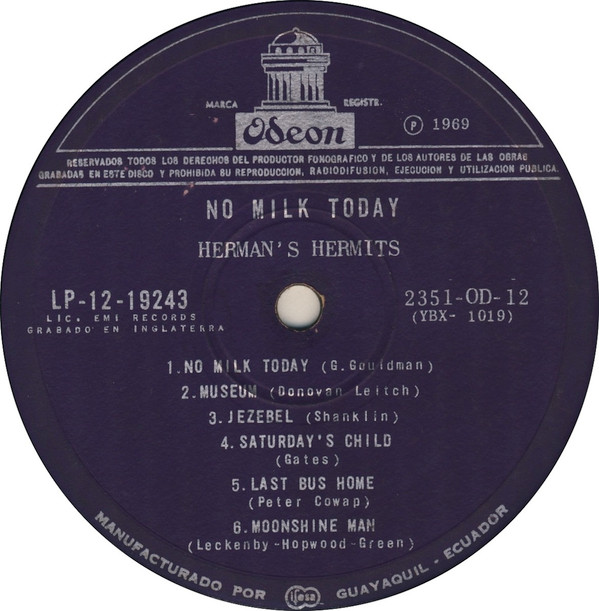 MARCA REGISTR.
Odeon
℗ 1969
RESERVADOS TODOS LOS DERECHOS DEL PRODUCTOR FONOGRAFICO Y DE LOS AUTORES DE LAS OBRAS
GRABADAS EN ESTE DISCO Y PROHIBIDA SU REPRODUCCION, RADIODIFUSION, EJECUCION Y UTILIZACION PUBLICA.
NO MILK TODAY
HERMAN'S HERMITS
LP-12-19243
LIC. EMI RECORDS
GRABADO EN INGLATERRA
2351-OD-12
(YBX- 1019)
1.NO MILK TODAY (G.Gouldman)
2.MUSEUM (Donovan Leitch)
3.JEZEBEL (Shanklin)
4.SATURDAY'S CHILD
(Gates)
5.LAST BUS HOME
(Peter Cowap)
6.MOONSHINE MAN
(Leckenby-Hopwood-Green)
MANUFACTURADO POR ifesa GUAYAQUIL - ECUADOR